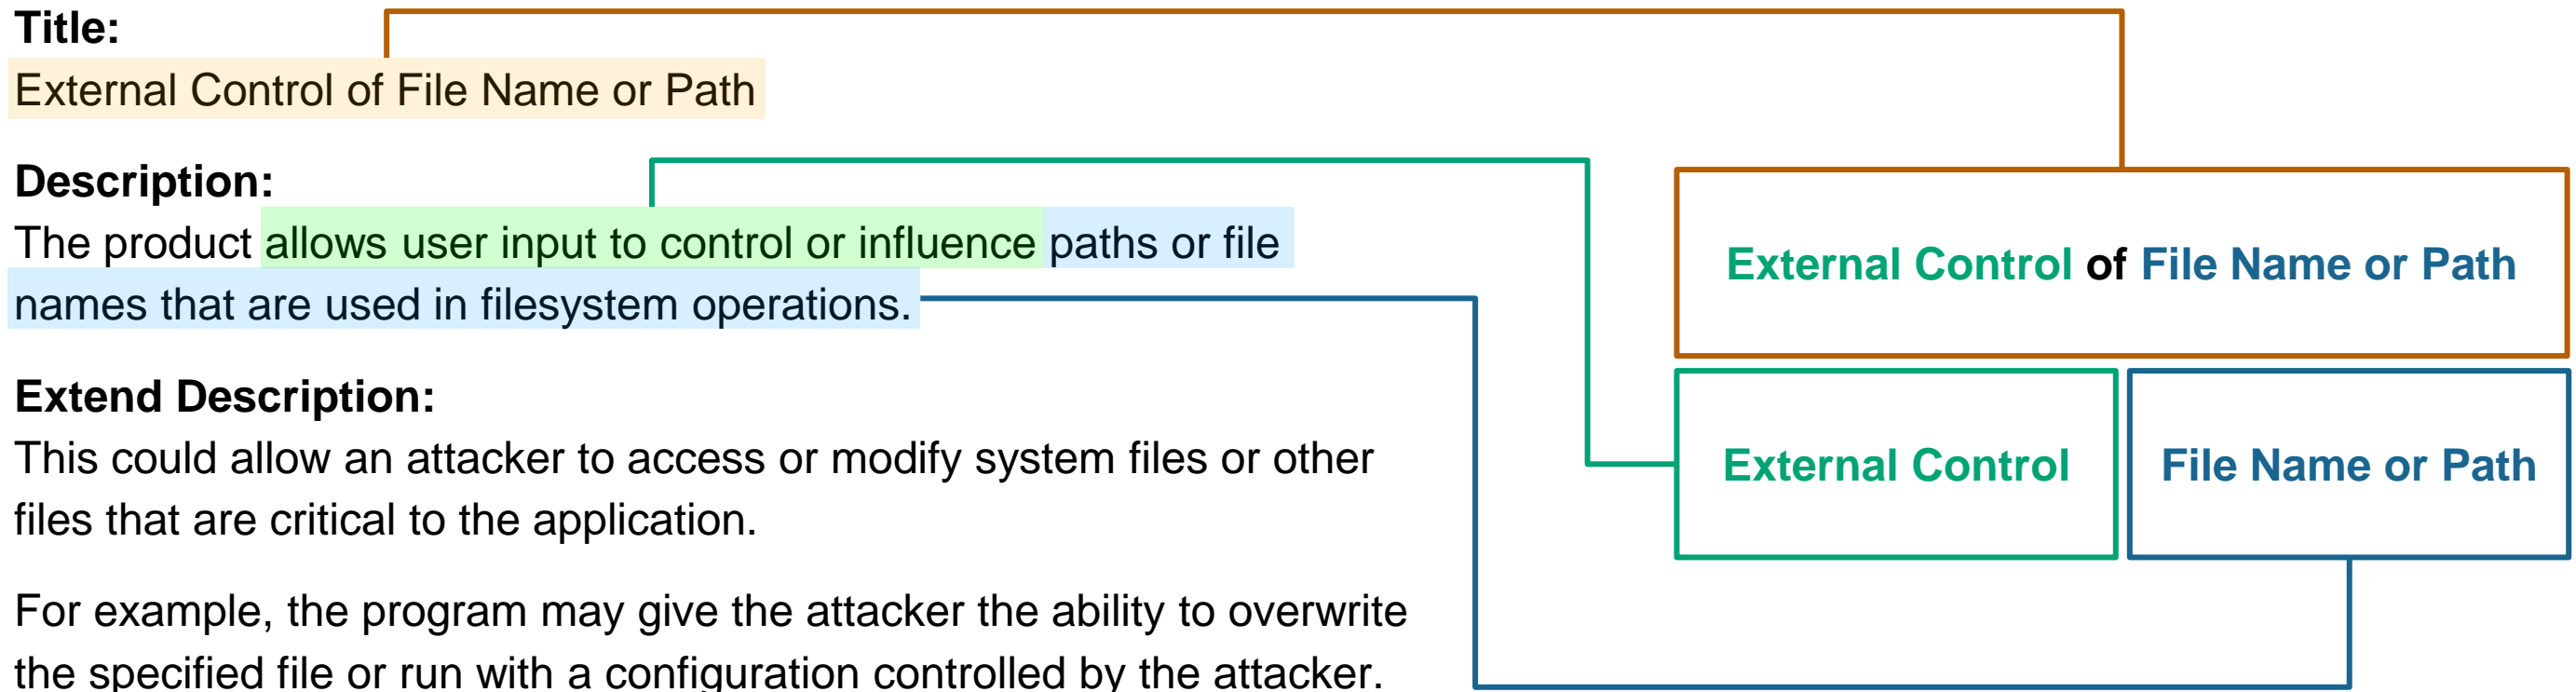 Title:
External Control of File Name or Path
Description:
The product allows user input to control or influence paths or file
names that are used in filesystem operations.
Extend Description:
This could allow an attacker to access or modify system files or other
files that are critical to the application.
For example, the program may give the attacker the ability to overwrite
the specified file or run with a configuration controlled by the attacker.
External Control of File Name or Path
External Control
File Name or Path